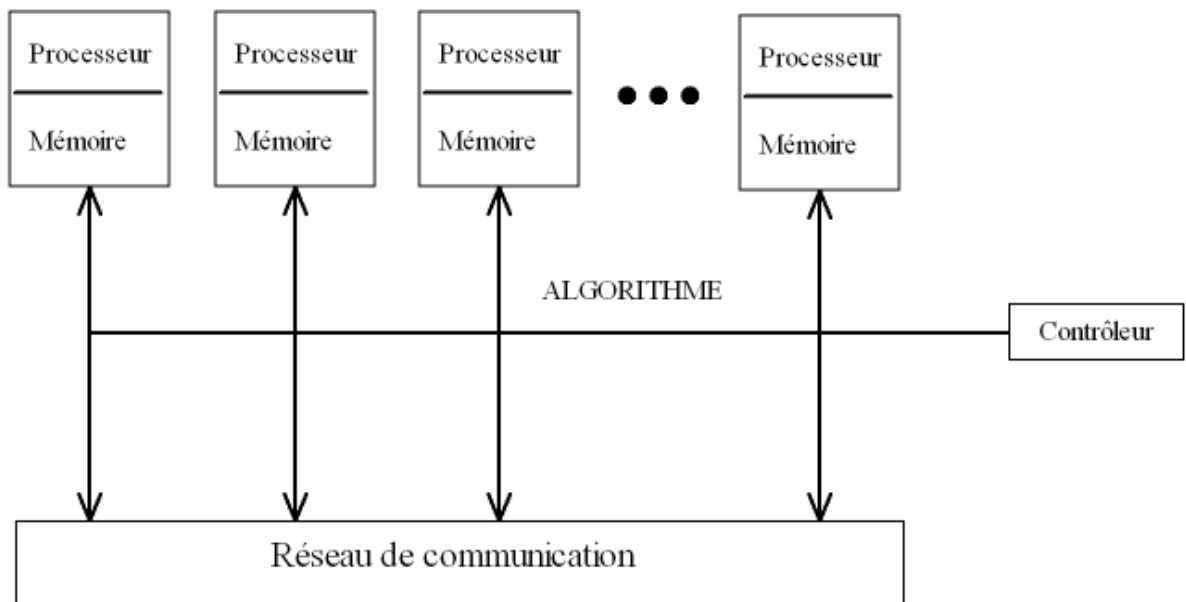 Processeur
Mémoire
Processeur
Mémoire
Processeur
Mémoire
Processeur
Mémoire
ALGORITHME
Contrôleur
Réseau de communication